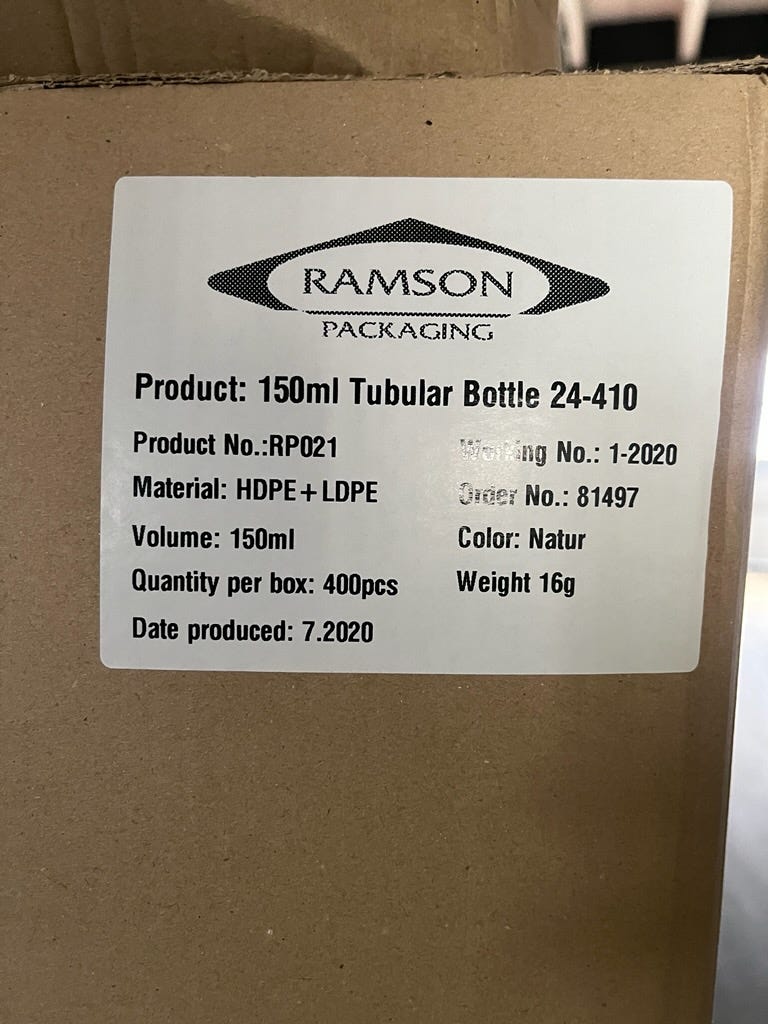 RAMSON
PACKAGING
Product: 150ml Tubular Bottle 24-410
Product No.:RP021
Working No.: 1-2020
Material: HDPE+LDPE
Order No.: 81497
Volume: 150ml
Color: Natur
Quantity per box: 400pcs
Weight 16g
Date produced: 7.2020